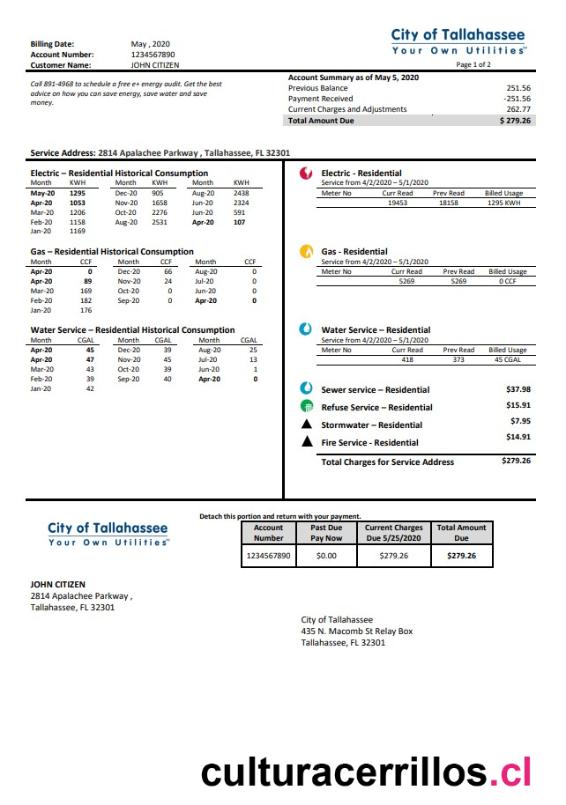 City of Tallahassee
Your Own Utilities™
Billing Date: May , 2020
Account Number: 1234567890
Customer Name: JOHN CITIZEN
Page 1 of 2
Call 891-4968 to schedule a free e+ energy audit. Get the best
advice on how you can save energy, save water and save
money.
Account Summary as of May 5, 2020
Previous Balance 251.56
Payment Received -251.56
Current Charges and Adjustments 262.77
Total Amount Due $ 279.26
Service Address: 2814 Apalachee Parkway , Tallahassee, FL 32301
Electric – Residential Historical Consumption
Month KWH Month KWH Month KWH
May-20 1295 Dec-20 905 Aug-20 2438
Apr-20 1053 Nov-20 1658 Jun-20 2324
Mar-20 1206 Oct-20 2276 Jun-20 591
Feb-20 1158 Aug-20 2531 Apr-20 107
Jan-20 1169
Gas – Residential Historical Consumption
Month CCF Month CCF Month CCF
Apr-20 0 Dec-20 66 Aug-20 0
Apr-20 89 Nov-20 24 Jul-20 0
Mar-20 169 Oct-20 0 Jun-20 0
Feb-20 182 Sep-20 0 Apr-20 0
Jan-20 176
Water Service – Residential Historical Consumption
Month CGAL Month CGAL Month CGAL
Apr-20 45 Dec-20 39 Aug-20 25
Apr-20 47 Nov-20 45 Jul-20 13
Mar-20 43 Oct-20 39 Jun-20 1
Feb-20 39 Sep-20 40 Apr-20 0
Jan-20 42
Electric - Residential
Service from 4/2/2020 – 5/1/2020
Meter No Curr Read Prev Read Billed Usage
19453 18158 1295 KWH
Gas - Residential
Service from 4/2/2020 – 5/1/2020
Meter No Curr Read Prev Read Billed Usage
5269 5269 0 CCF
Water Service – Residential
Service from 4/2/2020 – 5/1/2020
Meter No Curr Read Prev Read Billed Usage
418 373 45 CGAL
Sewer service – Residential $37.98
Refuse Service – Residential $15.91
Stormwater – Residential $7.95
Fire Service - Residential $14.91
Total Charges for Service Address $279.26
Detach this portion and return with your payment.
City of Tallahassee
Your Own Utilities™
Account Number Past Due Pay Now Current Charges Due 5/25/2020 Total Amount Due
1234567890 $0.00 $279.26 $279.26
JOHN CITIZEN
2814 Apalachee Parkway ,
Tallahassee, FL 32301
City of Tallahassee
435 N. Macomb St Relay Box
Tallahassee, FL 32301
culturacerrillos.cl